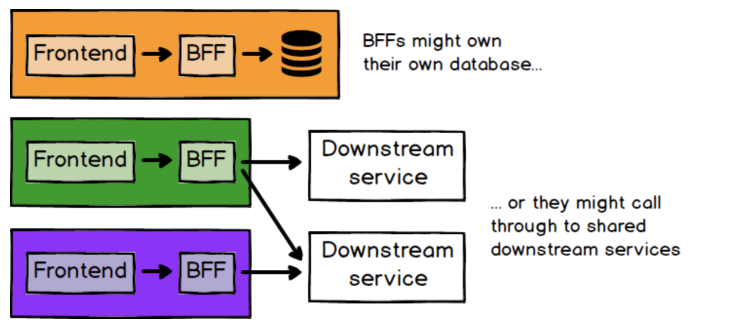 Frontend BFF
BFFs might own
their own database...
Frontend BFF
Downstream
service
... or they might call
through to shared
downstream services
Frontend BFF
Downstream
service